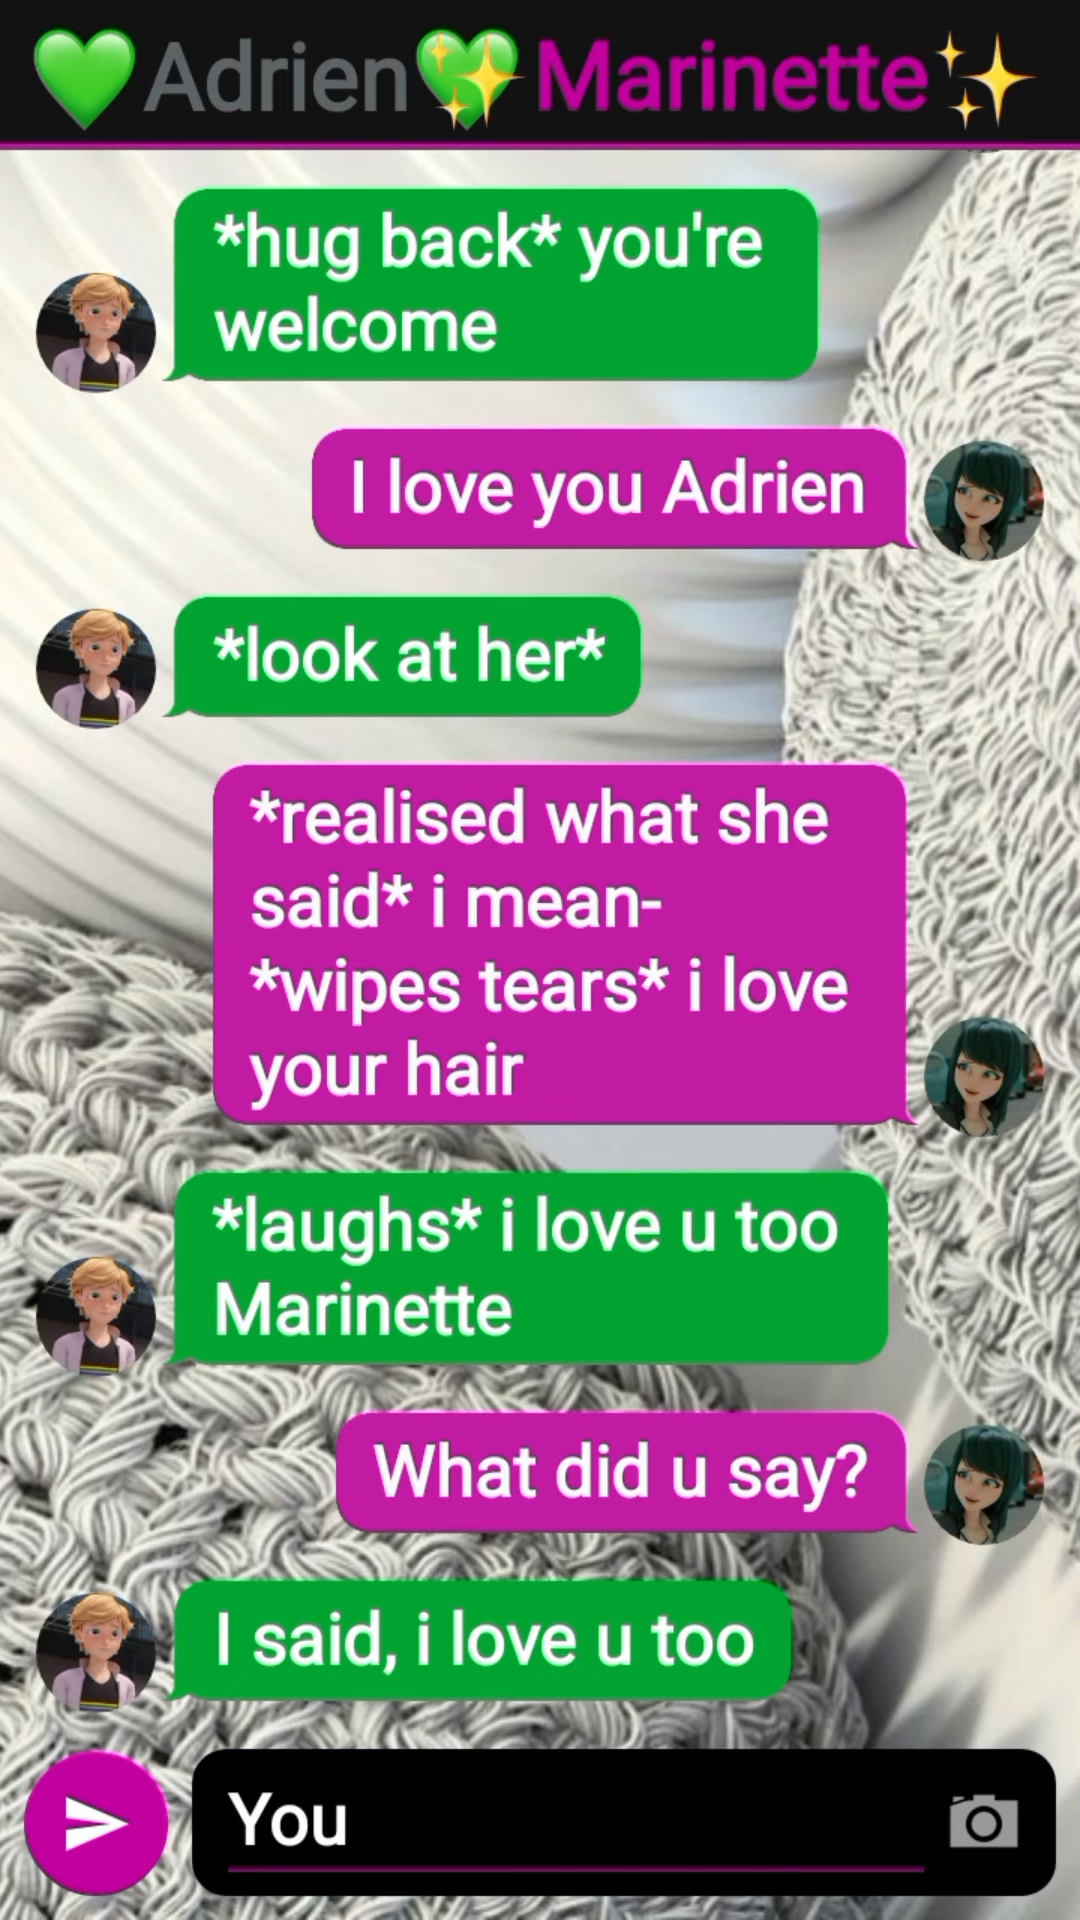 💚Adrien💚✨Marinette✨
*hug back* you're
welcome
I love you Adrien
*look at her*
*realised what she
said* i mean-
*wipes tears* i love
your hair
*laughs* i love u too
Marinette
What did u say?
I said, i love u too
You